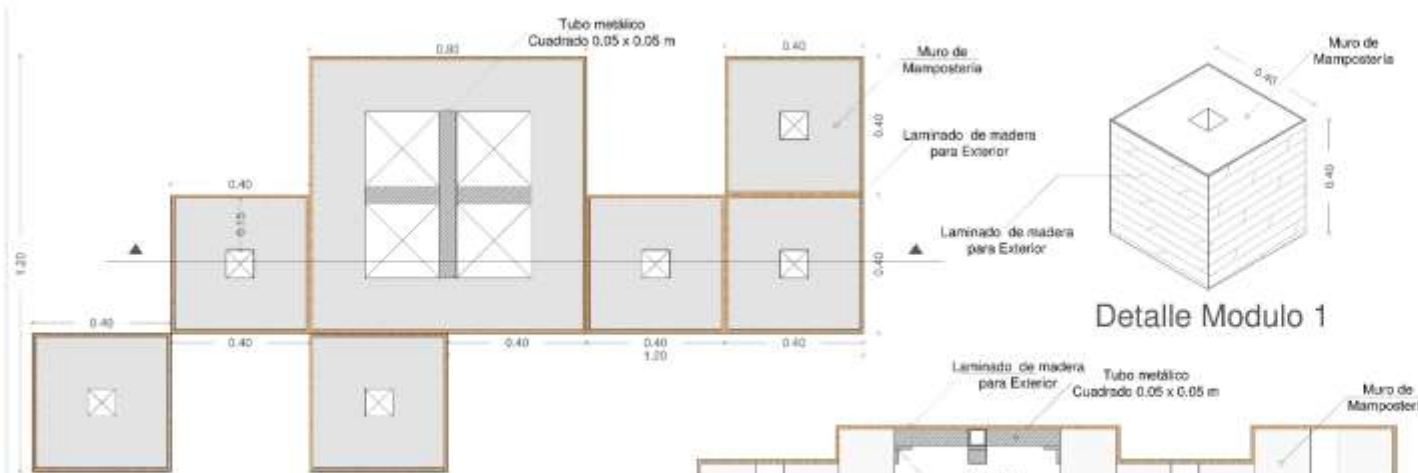 Tubo metálico
Cuadrado 0.05 x 0.05 m
0.80
0.40
Muro de
Mampostería
0.40
Laminado de madera
para Exterior
0.40
0.15
1.20
0.40
0.40
0.40
0.40
0.40
1.20
0.40
Muro de
Mampostería
0.40
0.40
Laminado de madera
para Exterior
Detalle Modulo 1
Laminado de madera
para Exterior
Tubo metálico
Cuadrado 0.05 x 0.05 m
Muro de
Mampostería